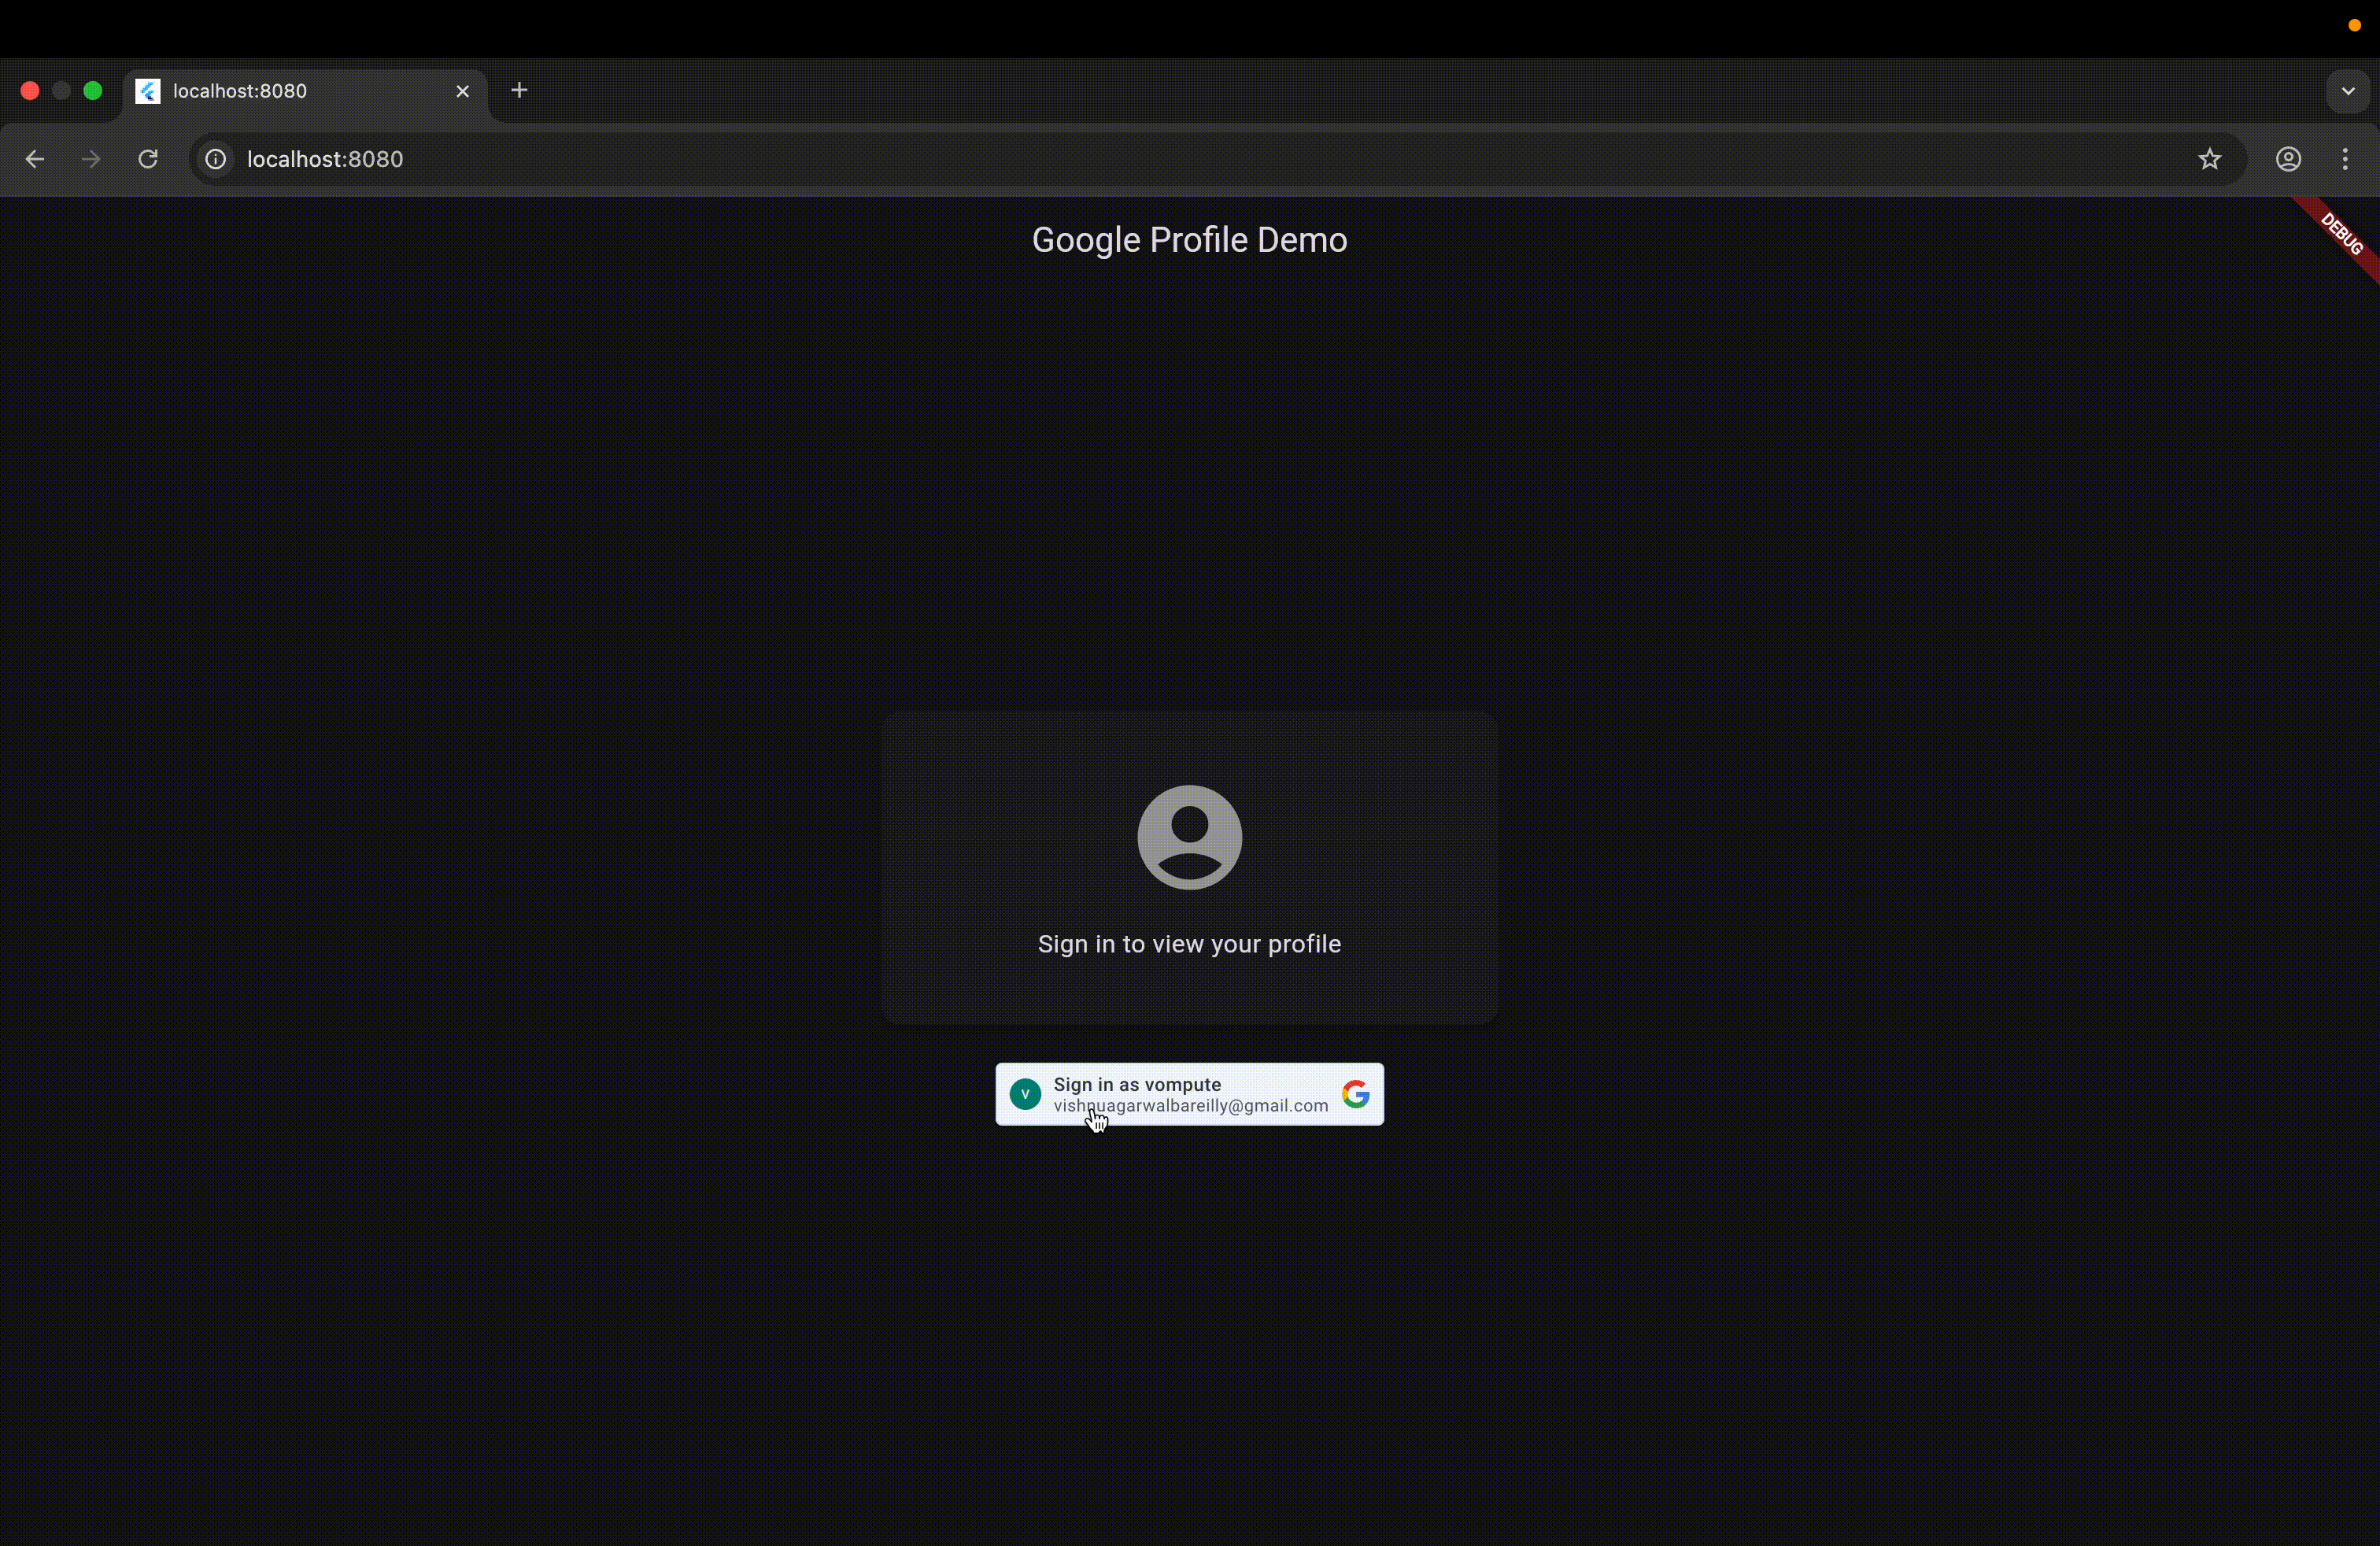 localhost:8080
localhost:8080
DEBUG
Google Profile Demo
Sign in to view your profile
V
Sign in as vompute
vishnuagarwalbareilly@gmail.com